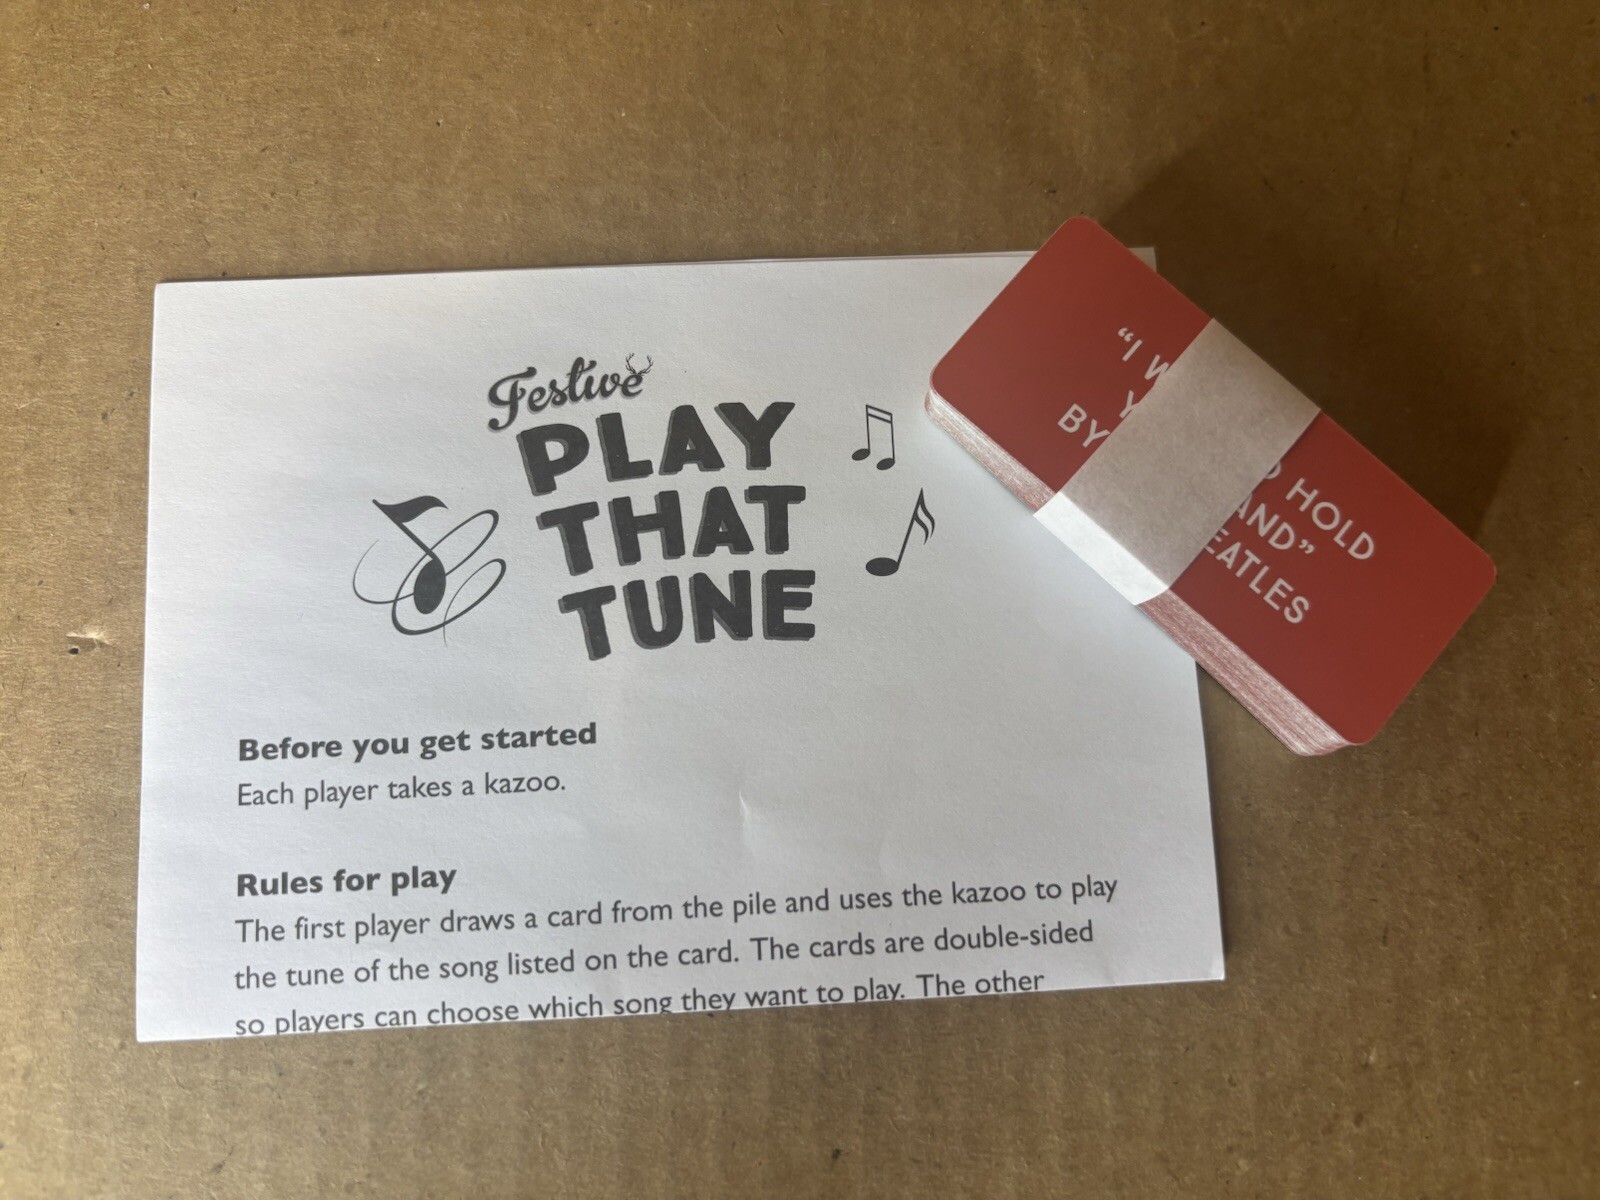 Festive
PLAY
THAT
TUNE
Before you get started
Each player takes a kazoo.
Rules for play
The first player draws a card from the pile and uses the kazoo to play
the tune of the song listed on the card. The cards are double-sided
so players can choose which song they want to play. The other
"I HOLD
AND"
BY